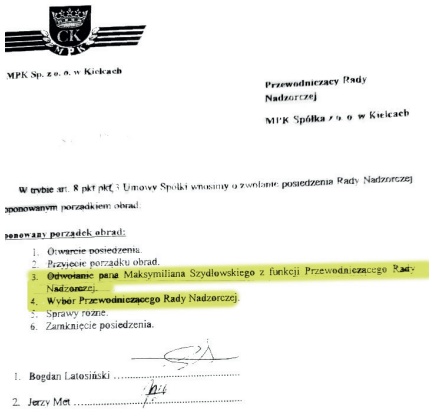 CK
MPK
MPK Sp. z o. o. w Kielcach
Przewodniczący Rady
Nadzorczej
MPK Spółka z o. o. w Kielcach
W trybie art. 8 pkt pkt 3 Umowy Spółki wnosimy o zwołanie posiedzenia Rady Nadzorczej
oponowanym porządkiem obrad:
ponowany porządek obrad:
1. Otwarcie posiedzenia.
2. Przyjęcie porządku obrad.
3. Odwołanie pana Maksymiliana Szydłowskiego z funkcji Przewodniczącego Rady
Nadzorczej.
4. Wybór Przewodniczącego Rady Nadzorczej.
5. Sprawy rożne.
6. Zamknięcie posiedzenia.
1. Bogdan Latosiński
2. Jerzy Met